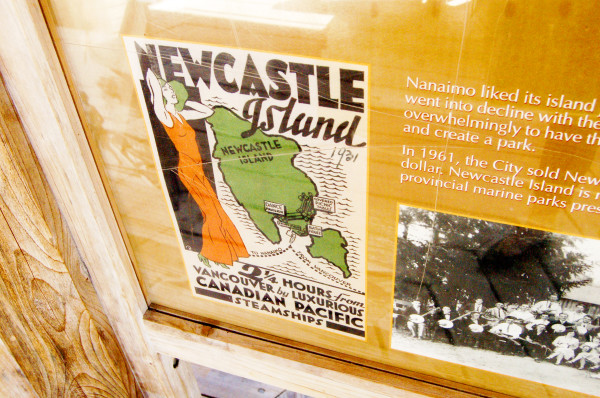 NEWCASTLE
Island
1931
NEWCASTLE
ISLAND
2¼ HOURS from
VANCOUVER by LUXURIOUS
CANADIAN PACIFIC
STEAMSHIPS
Nanaimo liked its island
went into decline with the
overwhelmingly to have th
and create a park.
In 1961, the City sold New
dollar. Newcastle Island is
provincial marine parks pres